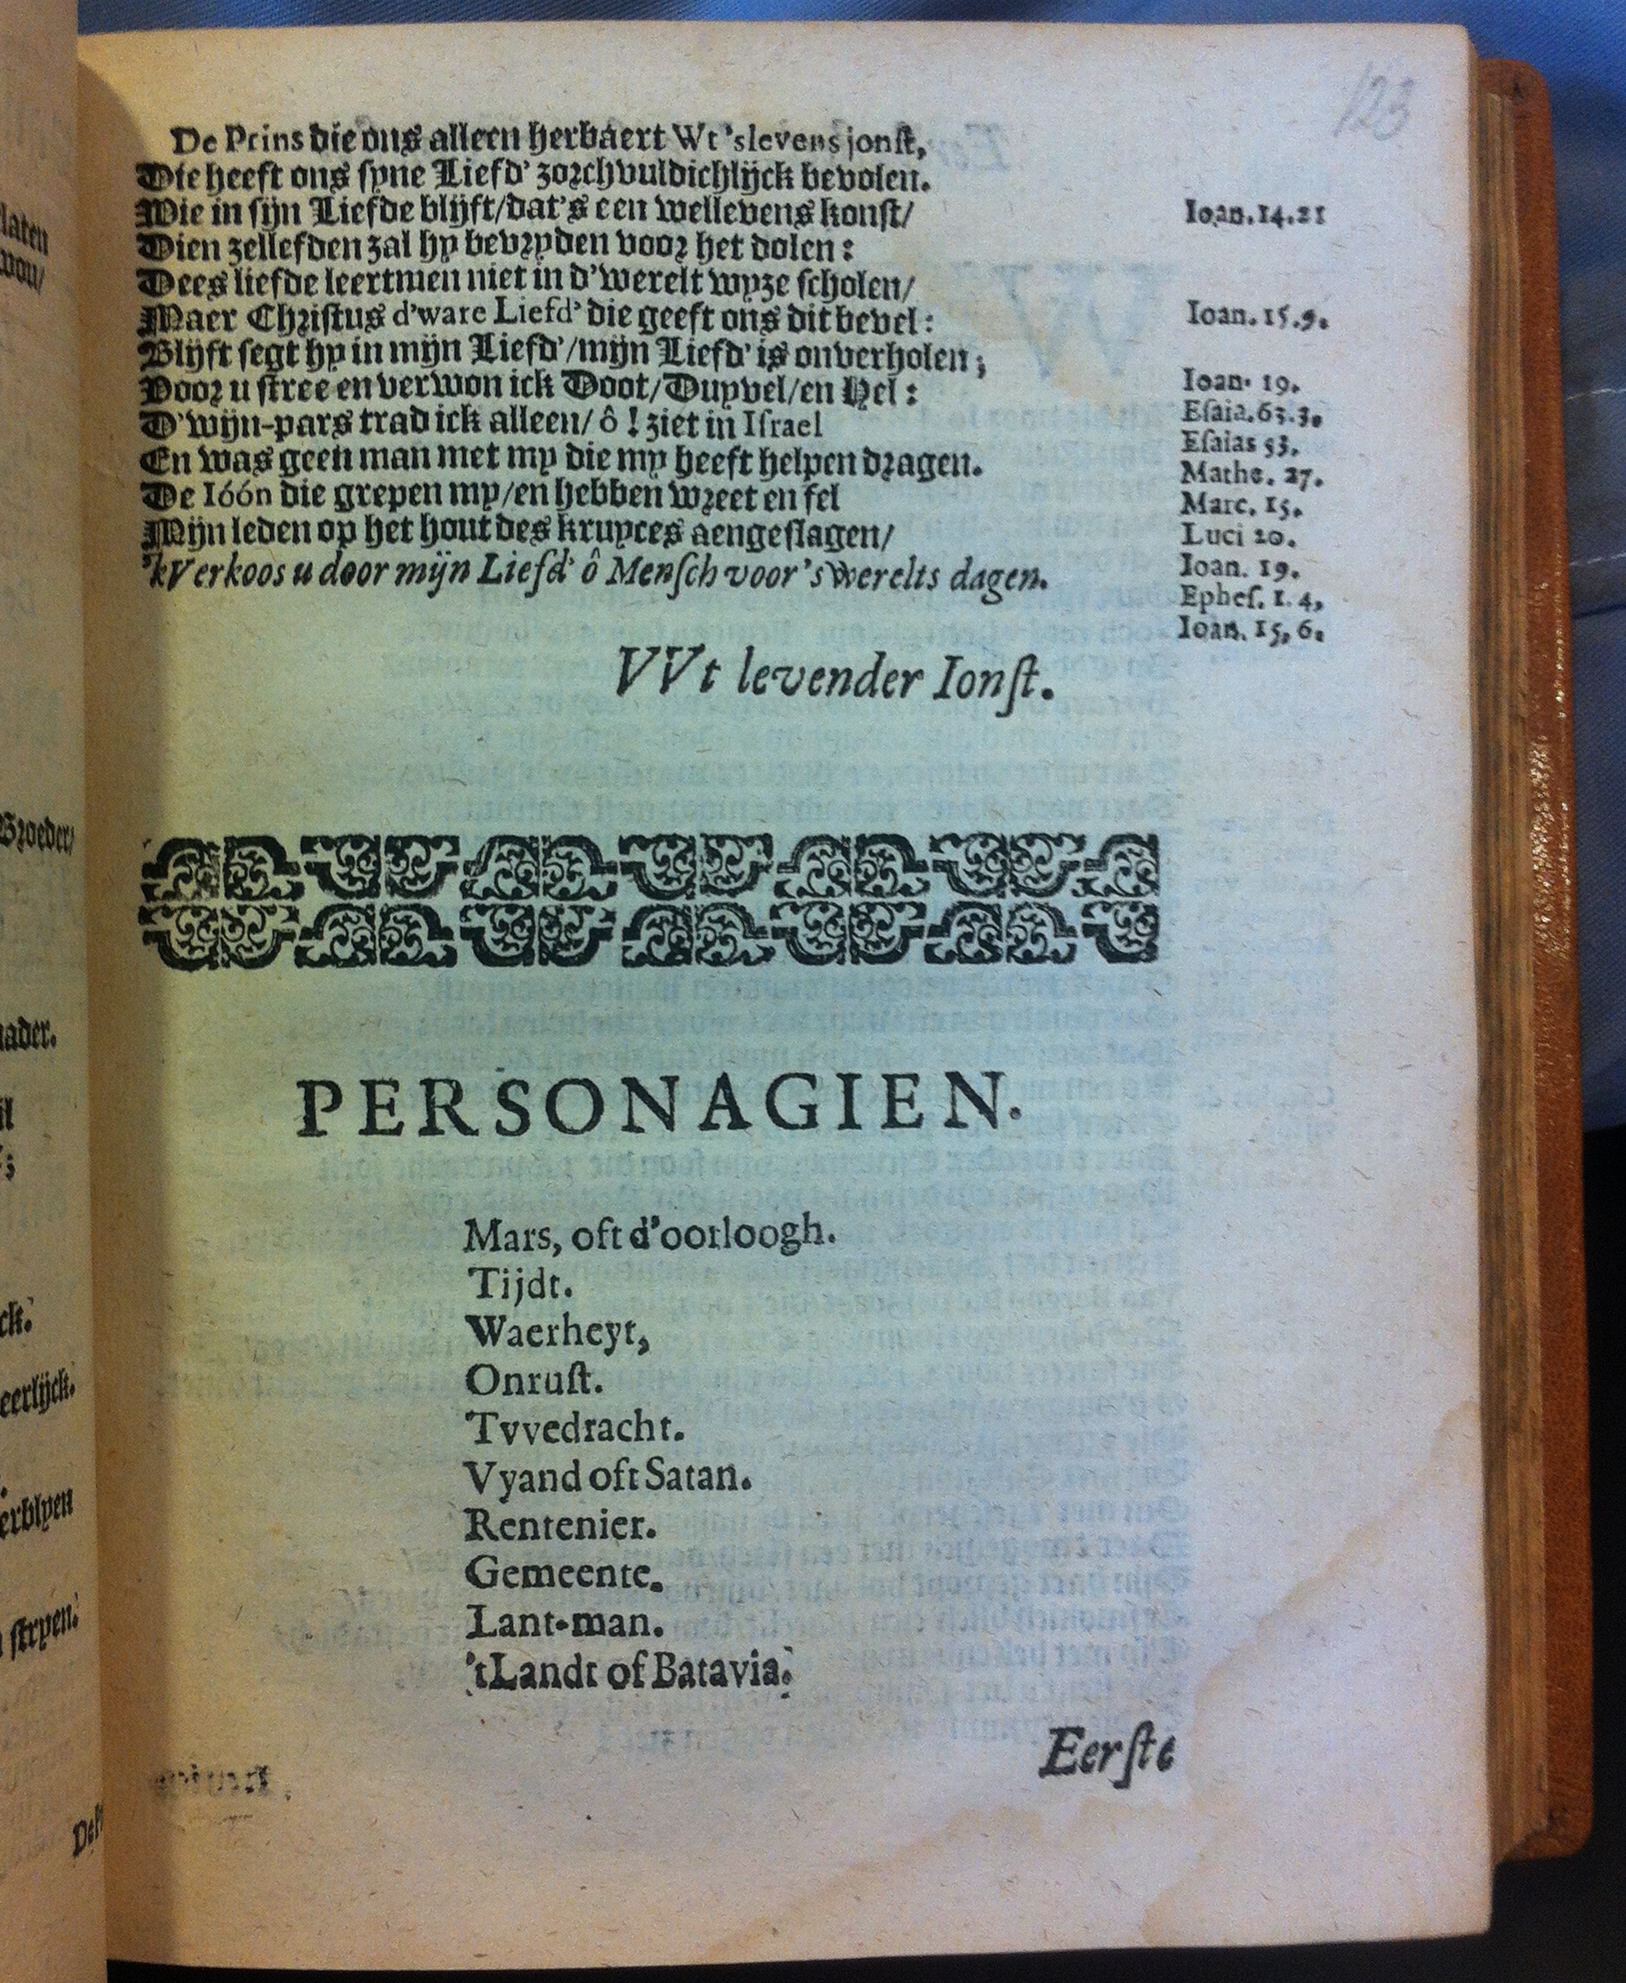 123
De Prins die ons alleen herbaert Wt 'slevens jonſt,
Die heeft ons ſyne Liefd' zorchvuldichlijck bevolen.
Wie in ſijn Liefde blijft/dat's een wellevens konſt/
Ioan.14.21
Dien zelliefden zal hy bevryden voor het dolen:
Dees liefde leertmen niet in d'werelt wyze ſcholen/
Maer Chriſtus d'ware Liefd' die geeft ons dit bevel:
Ioan.15.9.
Blijft ſegt hy in mijn Liefd'/mijn Liefd' is onverholen;
Voor u ſtree en verwon ick Doot/Duyvel/en Hel:
Ioan. 19.
D'wijn-pars trad ick alleen/ ô! ziet in Iſrael
Eſaia.63.3.
En was geen man met my die my heeft helpen dragen.
Eſaias 53.
Mathe. 27.
De Ióón die grepen my/en hebben wreet en fel
Marc. 15.
Mijn leden op het hout des kruyces aengeſlagen/
Luci 20.
'kVerkoos u door mijn Liefd' ô Menſch voor 's werelts dagen.
Ioan. 19.
Epheſ. 1. 4,
Ioan. 15, 6.
VVt levender Ionſt.
PERSONAGIEN.
Mars, oft d'oorloogh.
Tijdt.
Waerheyt,
Onruſt.
Tvvedracht.
Vyand oft Satan.
Rentenier.
Gemeente.
Lant-man.
'tLandt of Batavia.
Eerſte